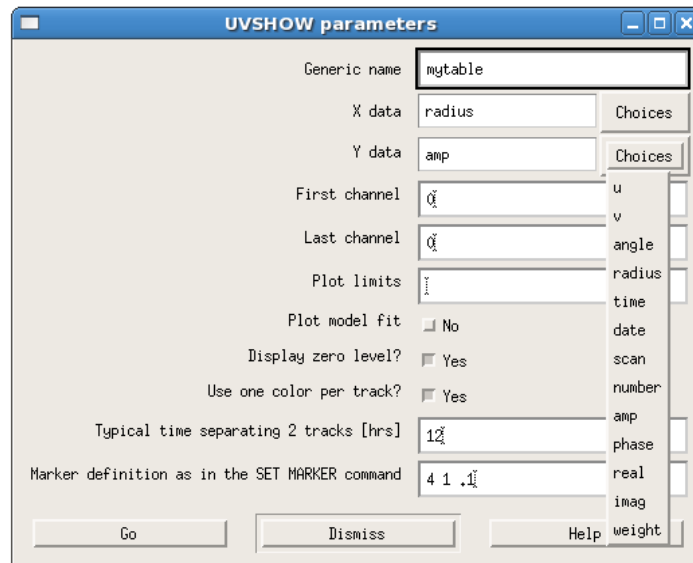 UVSHOW parameters
Generic name mytable
X data radius Choices
Y data amp Choices
First channel 0
Last channel 0
Plot limits
Plot model fit No
Display zero level? Yes
Use one color per track? Yes
Typical time separating 2 tracks [hrs] 12
Marker definition as in the SET MARKER command 4 1 .1
Go Dismiss Help
u
v
angle
radius
time
date
scan
number
amp
phase
real
imag
weight